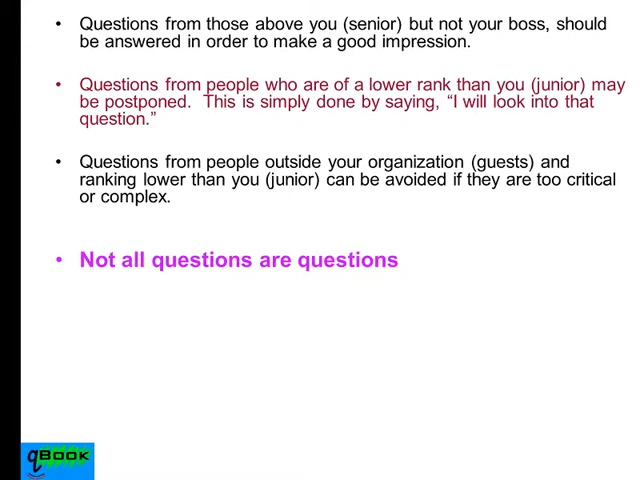 • Questions from those above you (senior) but not your boss, should
be answered in order to make a good impression.
• Questions from people who are of a lower rank than you (junior) may
be postponed.  This is simply done by saying, “I will look into that
question.”
• Questions from people outside your organization (guests) and
ranking lower than you (junior) can be avoided if they are too critical
or complex.
• Not all questions are questions
qBOOK